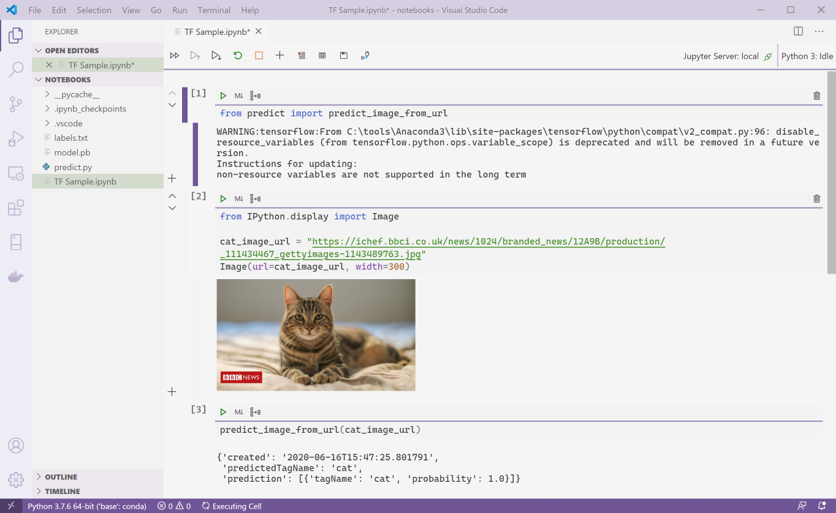 File Edit Selection View Go Run Terminal Help
TF Sample.ipynb* - notebooks - Visual Studio Code
EXPLORER
OPEN EDITORS
TF Sample.ipynb*
NOTEBOOKS
__pycache__
.ipynb_checkpoints
.vscode
labels.txt
model.pb
predict.py
TF Sample.ipynb
OUTLINE
TIMELINE
TF Sample.ipynb*
Jupyter Server: local
Python 3: Idle
[1]
M↓
from predict import predict_image_from_url
WARNING:tensorflow:From C:\tools\Anaconda3\lib\site-packages\tensorflow\python\compat\v2_compat.py:96: disable_
resource_variables (from tensorflow.python.ops.variable_scope) is deprecated and will be removed in a future ve
rsion.
Instructions for updating:
non-resource variables are not supported in the long term
[2]
M↓
from IPython.display import Image
cat_image_url = "https://ichef.bbci.co.uk/news/1024/branded_news/12A9B/production/
_111434467_gettyimages-1143489763.jpg"
Image(url=cat_image_url, width=300)
BBC NEWS
[3]
M↓
predict_image_from_url(cat_image_url)
{'created': '2020-06-16T15:47:25.801791',
'predictedTagName': 'cat',
'prediction': [{'tagName': 'cat', 'probability': 1.0}]}
Python 3.7.6 64-bit ('base': conda)
0
0
Executing Cell